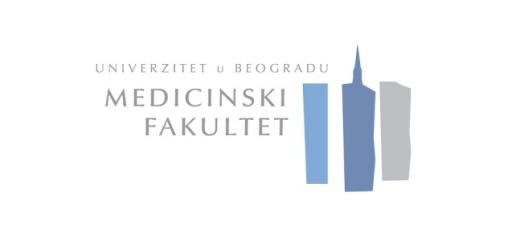 UNIVERZITET u BEOGRADU
MEDICINSKI
FAKULTET